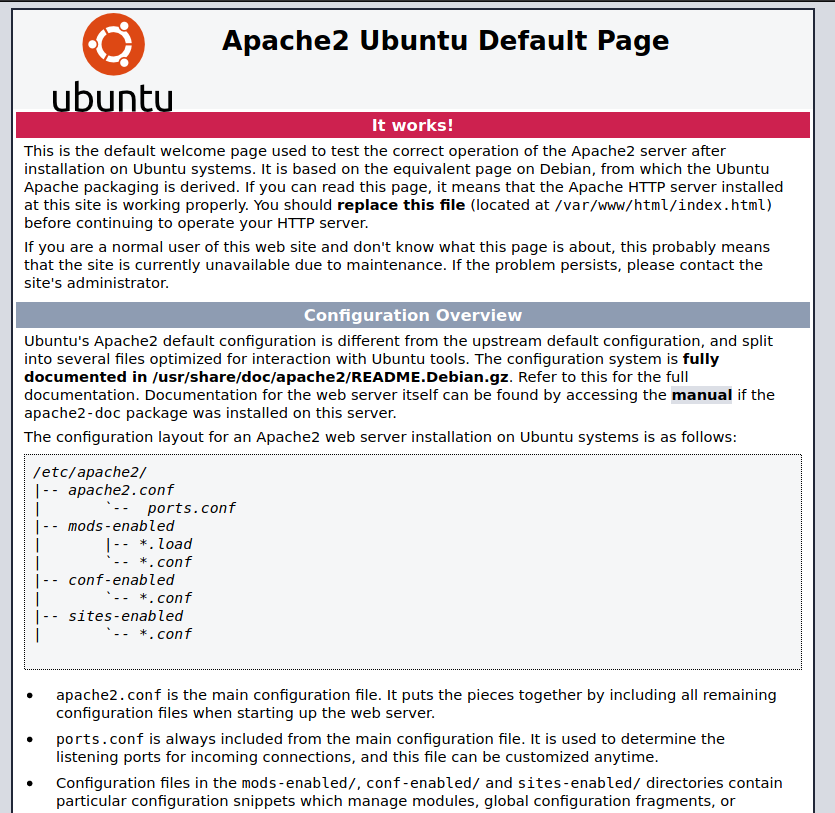 Apache2 Ubuntu Default Page
ubuntu
It works!
This is the default welcome page used to test the correct operation of the Apache2 server after
installation on Ubuntu systems. It is based on the equivalent page on Debian, from which the Ubuntu
Apache packaging is derived. If you can read this page, it means that the Apache HTTP server installed
at this site is working properly. You should replace this file (located at /var/www/html/index.html)
before continuing to operate your HTTP server.
If you are a normal user of this web site and don't know what this page is about, this probably means
that the site is currently unavailable due to maintenance. If the problem persists, please contact the
site's administrator.
Configuration Overview
Ubuntu's Apache2 default configuration is different from the upstream default configuration, and split
into several files optimized for interaction with Ubuntu tools. The configuration system is fully
documented in /usr/share/doc/apache2/README.Debian.gz. Refer to this for the full
documentation. Documentation for the web server itself can be found by accessing the manual if the
apache2-doc package was installed on this server.
The configuration layout for an Apache2 web server installation on Ubuntu systems is as follows:
/etc/apache2/
|-- apache2.conf
|       `--  ports.conf
|-- mods-enabled
|       |-- *.load
|       `-- *.conf
|-- conf-enabled
|       `-- *.conf
|-- sites-enabled
|       `-- *.conf
• apache2.conf is the main configuration file. It puts the pieces together by including all remaining
configuration files when starting up the web server.
• ports.conf is always included from the main configuration file. It is used to determine the
listening ports for incoming connections, and this file can be customized anytime.
• Configuration files in the mods-enabled/, conf-enabled/ and sites-enabled/ directories contain
particular configuration snippets which manage modules, global configuration fragments, or